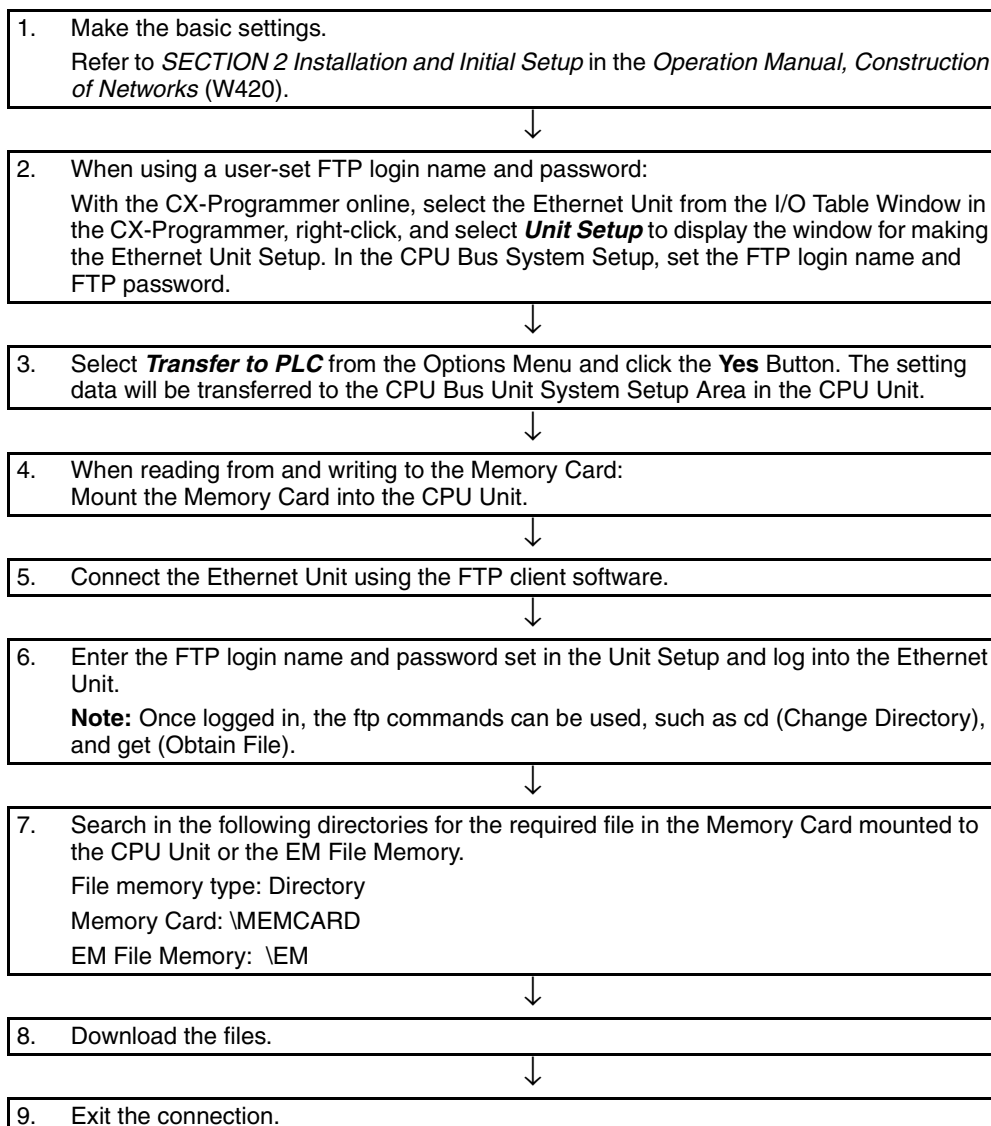 1. Make the basic settings.
Refer to SECTION 2 Installation and Initial Setup in the Operation Manual, Construction
of Networks (W420).
↓
2. When using a user-set FTP login name and password:
With the CX-Programmer online, select the Ethernet Unit from the I/O Table Window in
the CX-Programmer, right-click, and select Unit Setup to display the window for making
the Ethernet Unit Setup. In the CPU Bus System Setup, set the FTP login name and
FTP password.
↓
3. Select Transfer to PLC from the Options Menu and click the Yes Button. The setting
data will be transferred to the CPU Bus Unit System Setup Area in the CPU Unit.
↓
4. When reading from and writing to the Memory Card:
Mount the Memory Card into the CPU Unit.
↓
5. Connect the Ethernet Unit using the FTP client software.
↓
6. Enter the FTP login name and password set in the Unit Setup and log into the Ethernet
Unit.
Note: Once logged in, the ftp commands can be used, such as cd (Change Directory),
and get (Obtain File).
↓
7. Search in the following directories for the required file in the Memory Card mounted to
the CPU Unit or the EM File Memory.
File memory type: Directory
Memory Card: \MEMCARD
EM File Memory: \EM
↓
8. Download the files.
↓
9. Exit the connection.